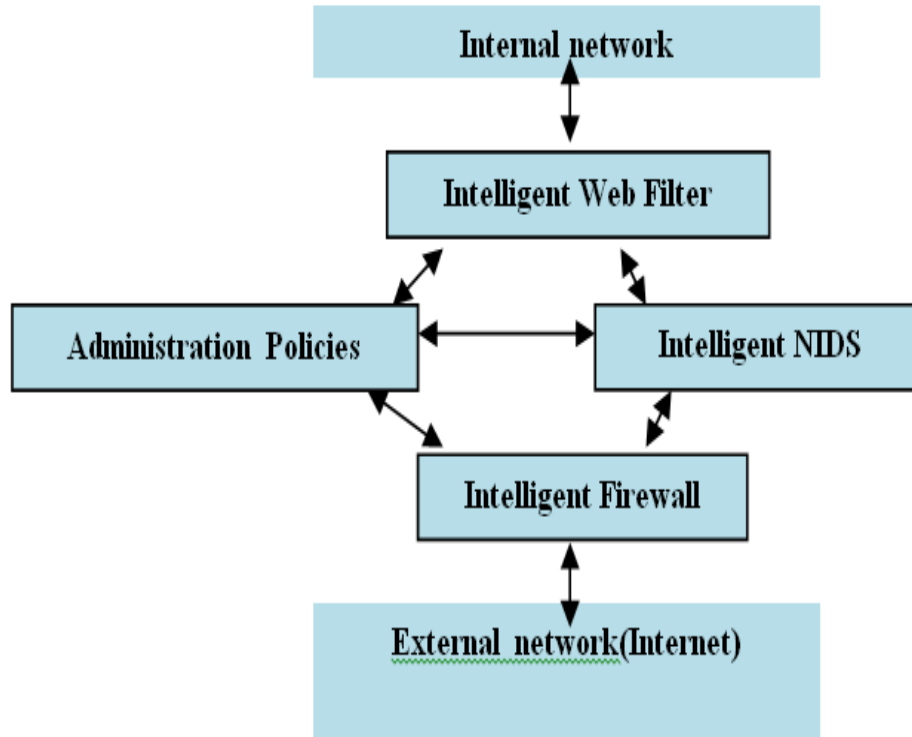 Internal network
Intelligent Web Filter
Administration Policies
Intelligent NIDS
Intelligent Firewall
External network(Internet)